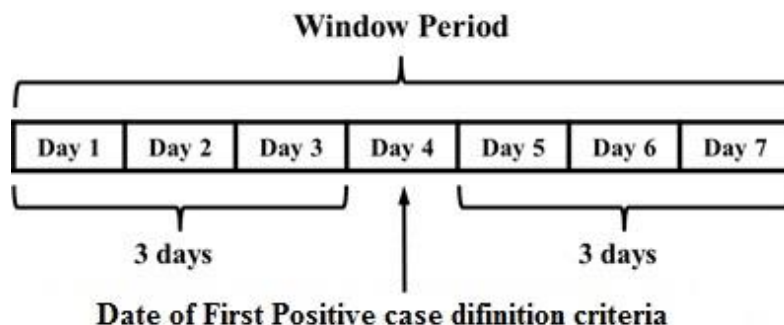 Window Period
Day 1 Day 2 Day 3 Day 4 Day 5 Day 6 Day 7
3 days 3 days
Date of First Positive case difinition criteria